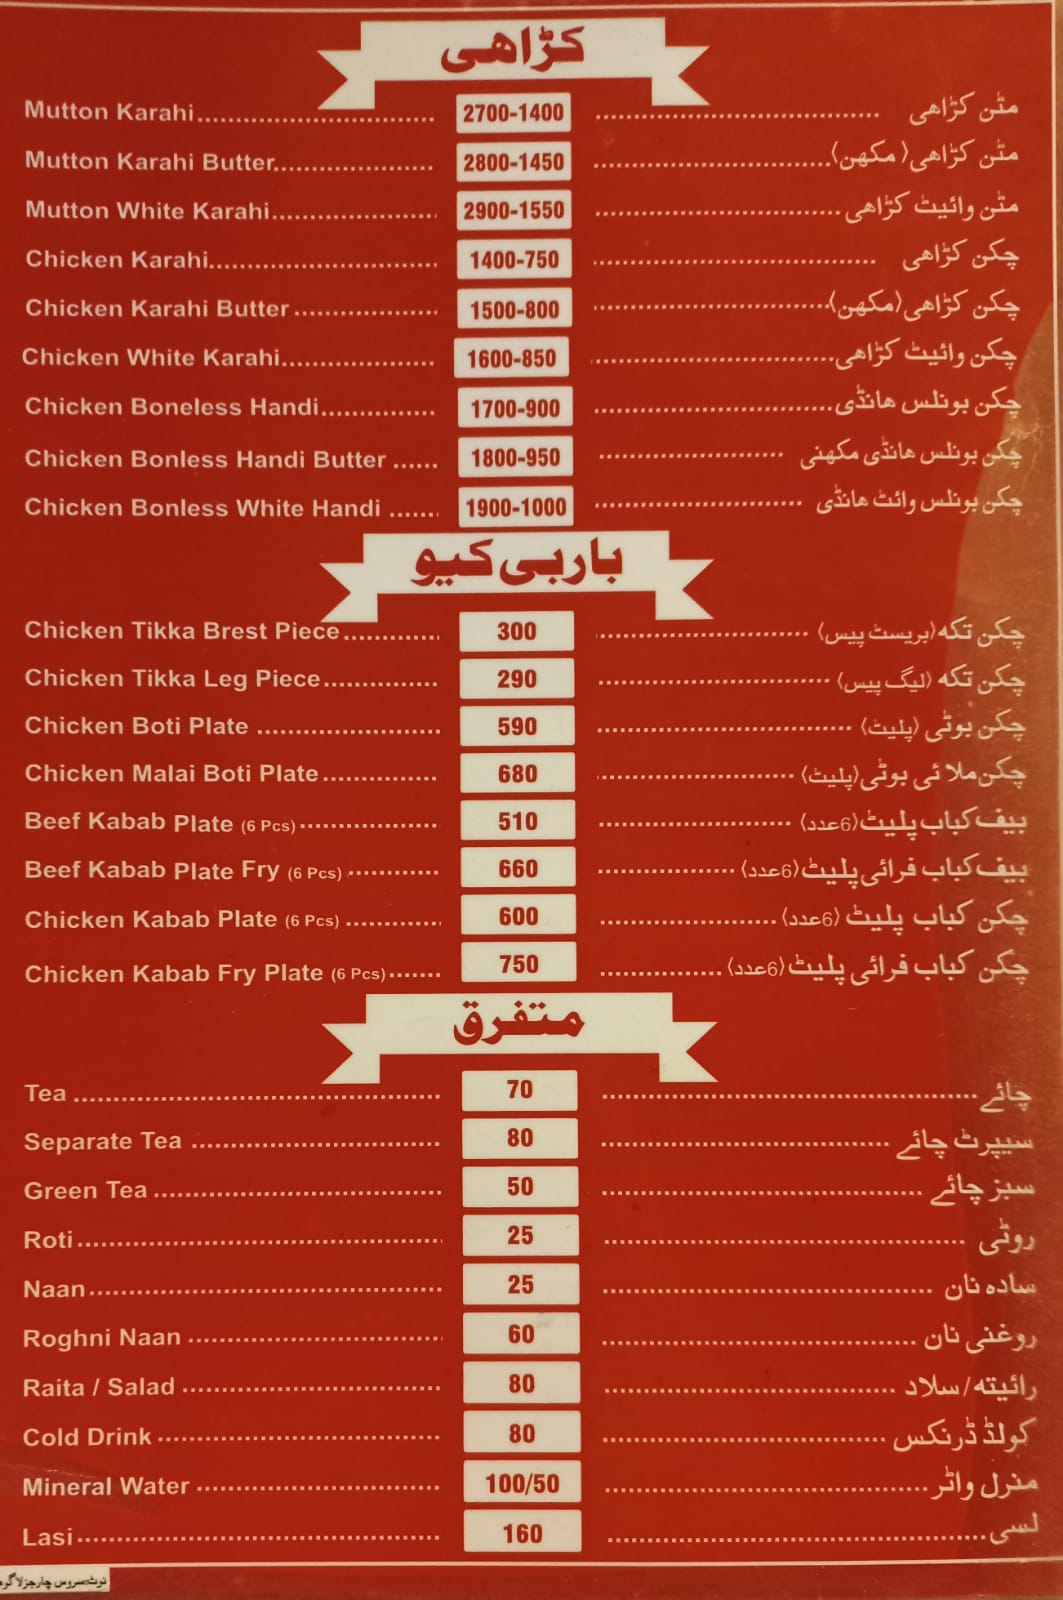 کڑاھی
Mutton Karahi 2700-1400 مٹن کڑاھی
Mutton Karahi Butter 2800-1450 مٹن کڑاھی (مکھن)
Mutton White Karahi 2900-1550 مٹن وائیٹ کڑاھی
Chicken Karahi 1400-750 چکن کڑاھی
Chicken Karahi Butter 1500-800 چکن کڑاھی (مکھن)
Chicken White Karahi 1600-850 چکن وائیٹ کڑاھی
Chicken Boneless Handi 1700-900 چکن بونلس ھانڈی
Chicken Bonless Handi Butter 1800-950 چکن بونلس ھانڈی مکھنی
Chicken Bonless White Handi 1900-1000 چکن بونلس وائٹ ھانڈی
باربی کیو
Chicken Tikka Brest Piece 300 چکن تکہ (بریسٹ پیس)
Chicken Tikka Leg Piece 290 چکن تکہ (لیگ پیس)
Chicken Boti Plate 590 چکن بوٹی (پلیٹ)
Chicken Malai Boti Plate 680 چکن ملائی بوٹی (پلیٹ)
Beef Kabab Plate (6 Pcs) 510 بیف کباب پلیٹ (6عدد)
Beef Kabab Plate Fry (6 Pcs) 660 بیف کباب فرائی پلیٹ (6عدد)
Chicken Kabab Plate (6 Pcs) 600 چکن کباب پلیٹ (6عدد)
Chicken Kabab Fry Plate (6 Pcs) 750 چکن کباب فرائی پلیٹ (6عدد)
متفرق
Tea 70 چائے
Separate Tea 80 سیپرٹ چائے
Green Tea 50 سبز چائے
Roti 25 روٹی
Naan 25 سادہ نان
Roghni Naan 60 روغنی نان
Raita / Salad 80 رائیتہ/سلاد
Cold Drink 80 کولڈ ڈرنکس
Mineral Water 100/50 منرل واٹر
Lasi 160 لسی
نوٹ: سروس چارجز لاگو